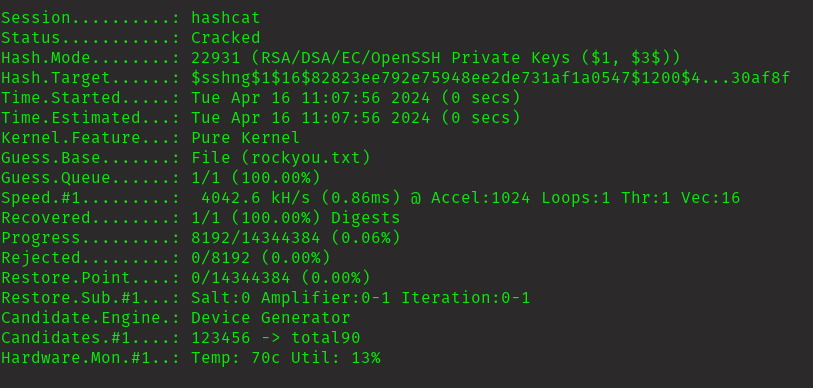 Session..........: hashcat
Status...........: Cracked
Hash.Mode........: 22931 (RSA/DSA/EC/OpenSSH Private Keys ($1, $3$))
Hash.Target......: $sshng$1$16$82823ee792e75948ee2de731af1a0547$1200$4...30af8f
Time.Started.....: Tue Apr 16 11:07:56 2024 (0 secs)
Time.Estimated...: Tue Apr 16 11:07:56 2024 (0 secs)
Kernel.Feature...: Pure Kernel
Guess.Base.......: File (rockyou.txt)
Guess.Queue......: 1/1 (100.00%)
Speed.#1.........:  4042.6 kH/s (0.86ms) @ Accel:1024 Loops:1 Thr:1 Vec:16
Recovered........: 1/1 (100.00%) Digests
Progress.........: 8192/14344384 (0.06%)
Rejected.........: 0/8192 (0.00%)
Restore.Point....: 0/14344384 (0.00%)
Restore.Sub.#1...: Salt:0 Amplifier:0-1 Iteration:0-1
Candidate.Engine.: Device Generator
Candidates.#1....: 123456 -> total90
Hardware.Mon.#1..: Temp: 70c Util: 13%